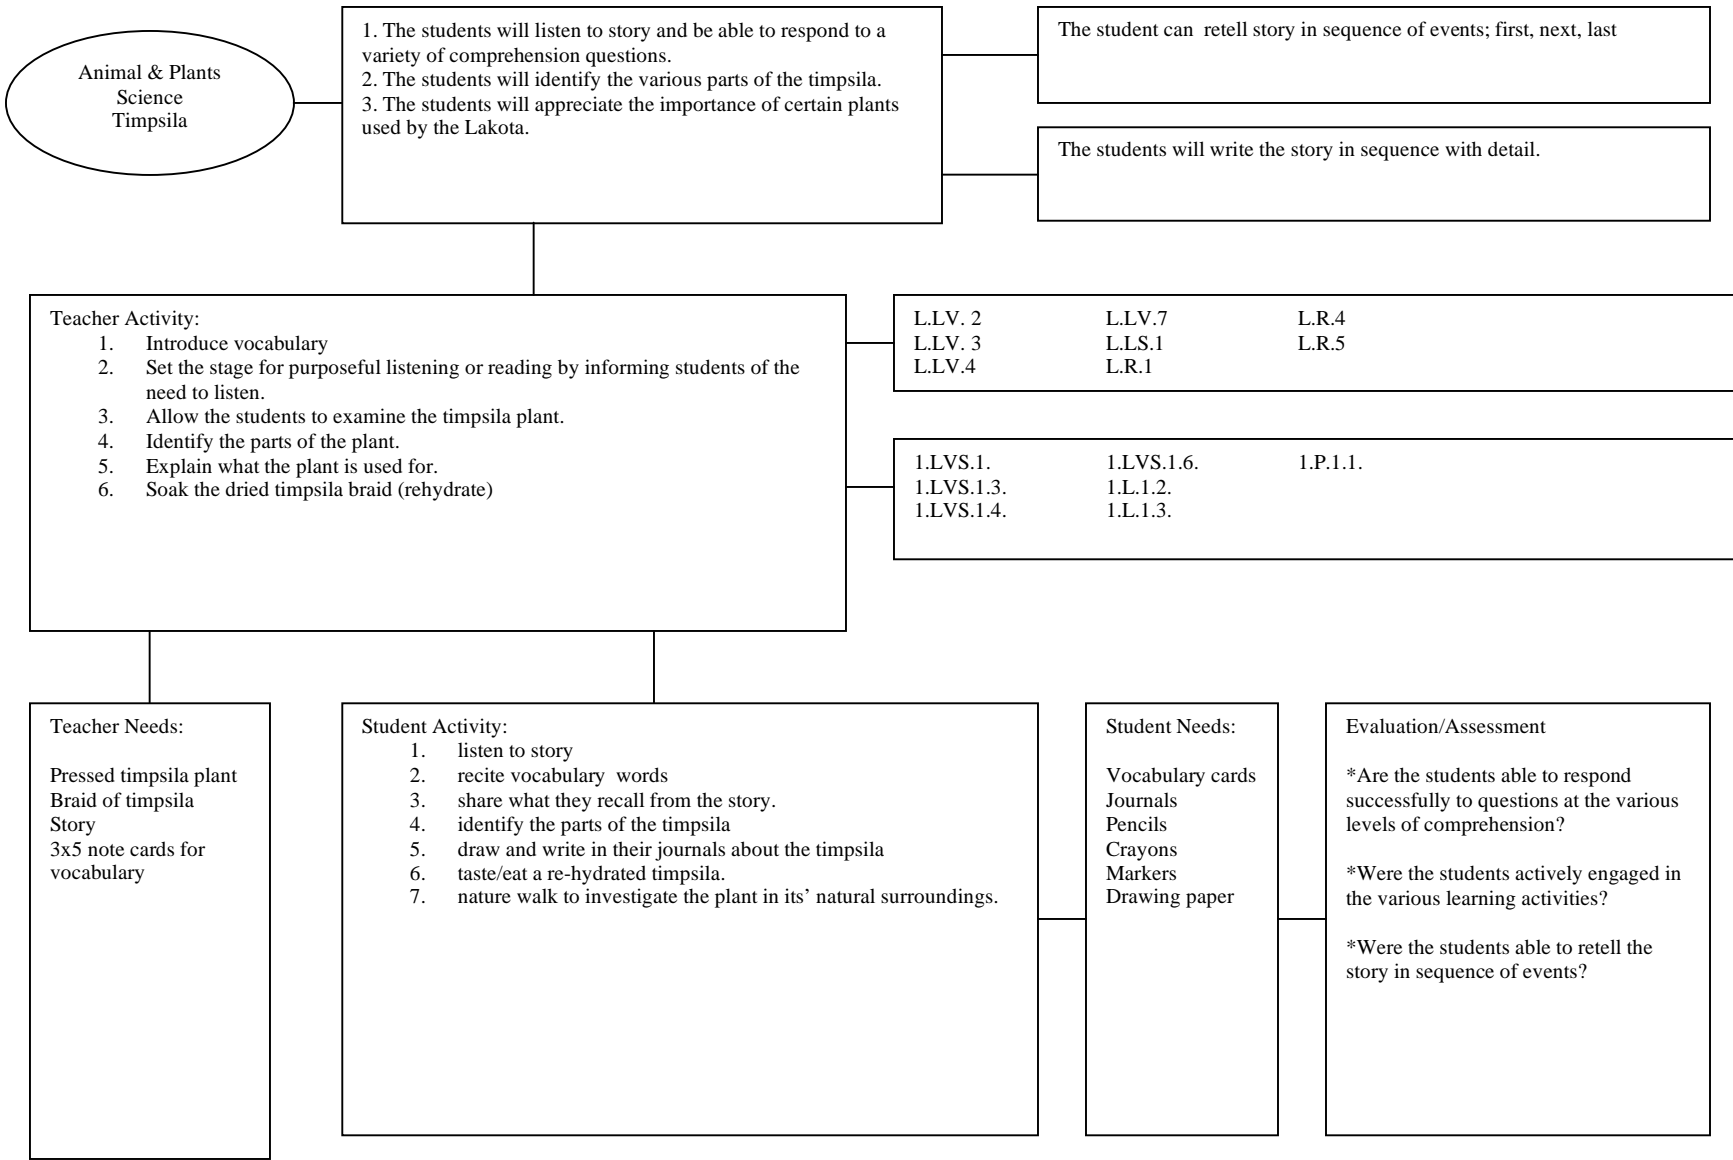 Animal & Plants
Science
Timpsila
1. The students will listen to story and be able to respond to a
variety of comprehension questions.
2. The students will identify the various parts of the timpsila.
3. The students will appreciate the importance of certain plants
used by the Lakota.
The student can  retell story in sequence of events; first, next, last
The students will write the story in sequence with detail.
Teacher Activity:
1. Introduce vocabulary
2. Set the stage for purposeful listening or reading by informing students of the
need to listen.
3. Allow the students to examine the timpsila plant.
4. Identify the parts of the plant.
5. Explain what the plant is used for.
6. Soak the dried timpsila braid (rehydrate)
L.LV. 2 L.LV.7 L.R.4
L.LV. 3 L.LS.1 L.R.5
L.LV.4 L.R.1
1.LVS.1. 1.LVS.1.6. 1.P.1.1.
1.LVS.1.3. 1.L.1.2.
1.LVS.1.4. 1.L.1.3.
Teacher Needs:
Pressed timpsila plant
Braid of timpsila
Story
3x5 note cards for
vocabulary
Student Activity:
1. listen to story
2. recite vocabulary  words
3. share what they recall from the story.
4. identify the parts of the timpsila
5. draw and write in their journals about the timpsila
6. taste/eat a re-hydrated timpsila.
7. nature walk to investigate the plant in its’ natural surroundings.
Student Needs:
Vocabulary cards
Journals
Pencils
Crayons
Markers
Drawing paper
Evaluation/Assessment
*Are the students able to respond
successfully to questions at the various
levels of comprehension?
*Were the students actively engaged in
the various learning activities?
*Were the students able to retell the
story in sequence of events?